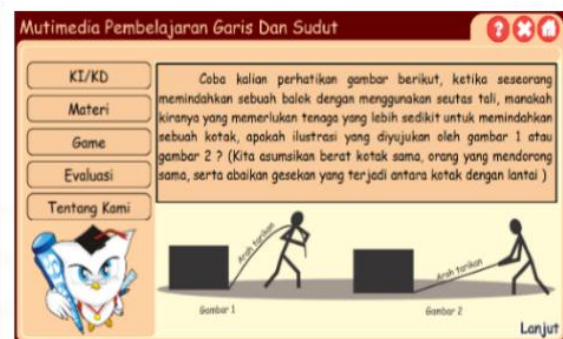 Mutimedia Pembelajaran Garis Dan Sudut
KI/KD
Materi
Game
Evaluasi
Tentang Kami
Coba kalian perhatikan gambar berikut, ketika seseorang
memindahkan sebuah balok dengan menggunakan seutas tali, manakah
kiranya yang memerlukan tenaga yang lebih sedikit untuk memindahkan
sebuah kotak, apakah ilustrasi yang diyujukan oleh gambar 1 atau
gambar 2 ? (Kita asumsikan berat kotak sama, orang yang mendorong
sama, serta abaikan gesekan yang terjadi antara kotak dengan lantai )
Arah tarikan
Arah tarikan
Gambar 1
Gambar 2
Lanjut